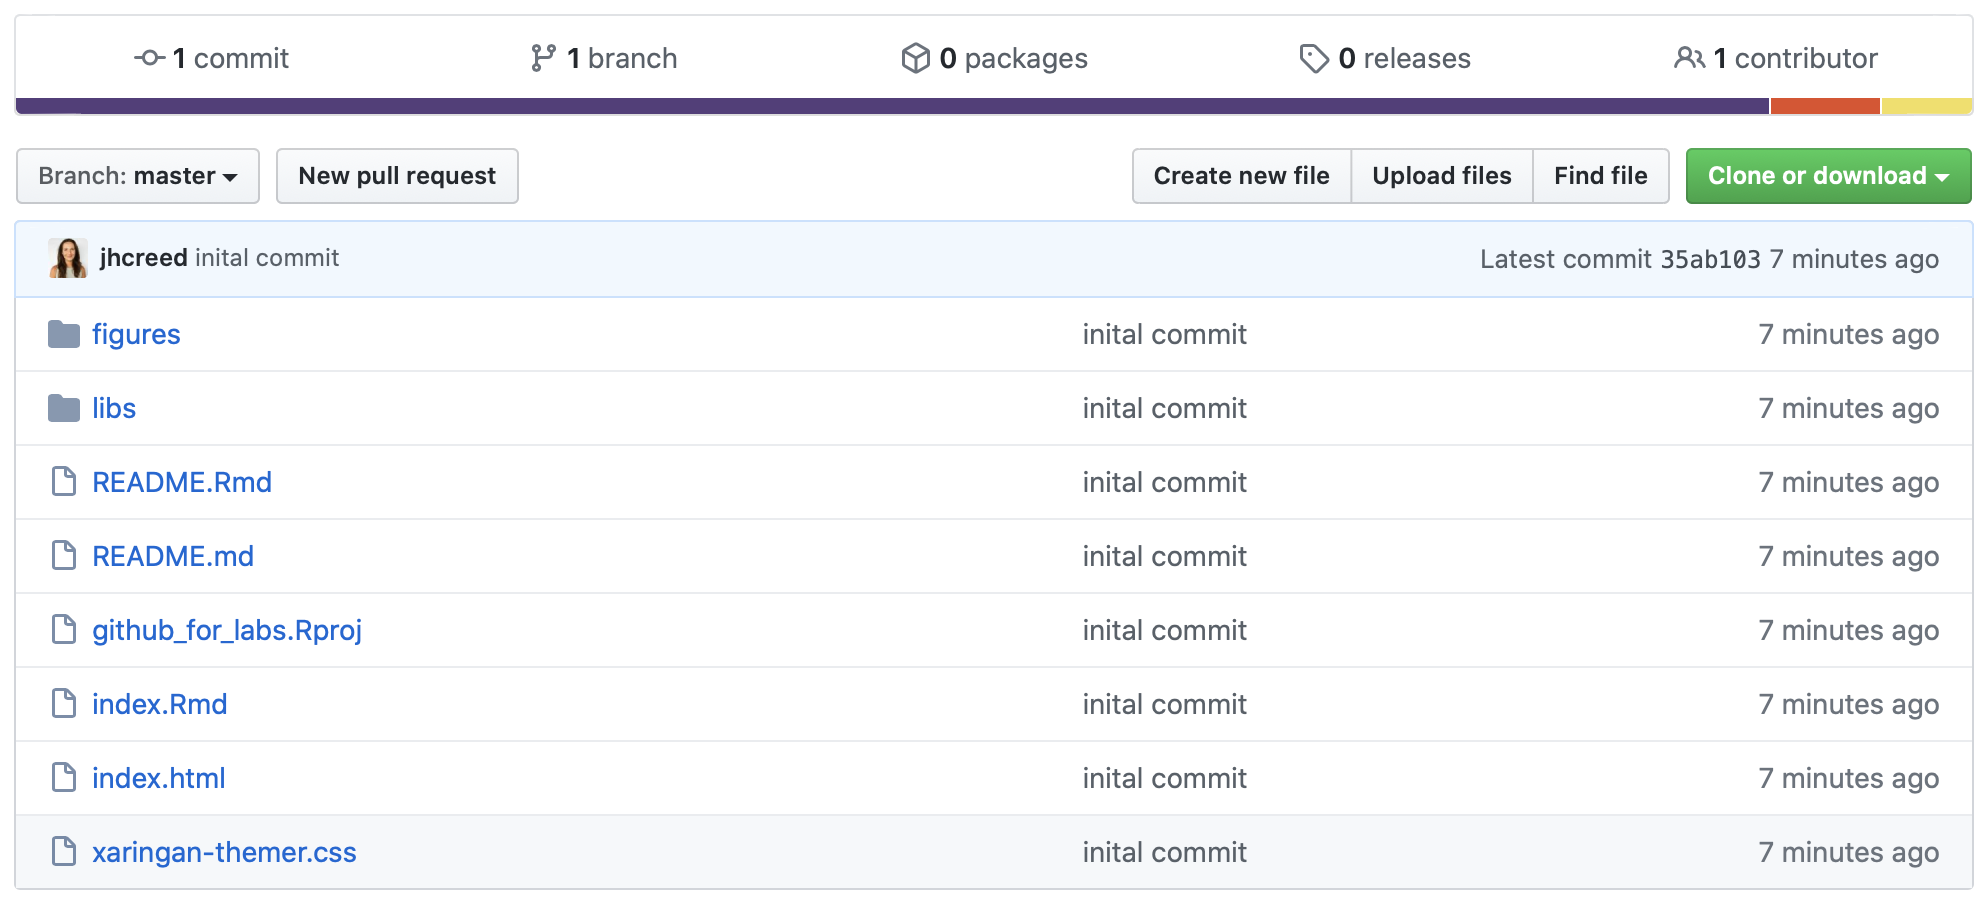 1 commit 1 branch 0 packages 0 releases 1 contributor
Branch: master New pull request Create new file Upload files Find file Clone or download
jhcreed inital commit Latest commit 35ab103 7 minutes ago
figures inital commit 7 minutes ago
libs inital commit 7 minutes ago
README.Rmd inital commit 7 minutes ago
README.md inital commit 7 minutes ago
github_for_labs.Rproj inital commit 7 minutes ago
index.Rmd inital commit 7 minutes ago
index.html inital commit 7 minutes ago
xaringan-themer.css inital commit 7 minutes ago